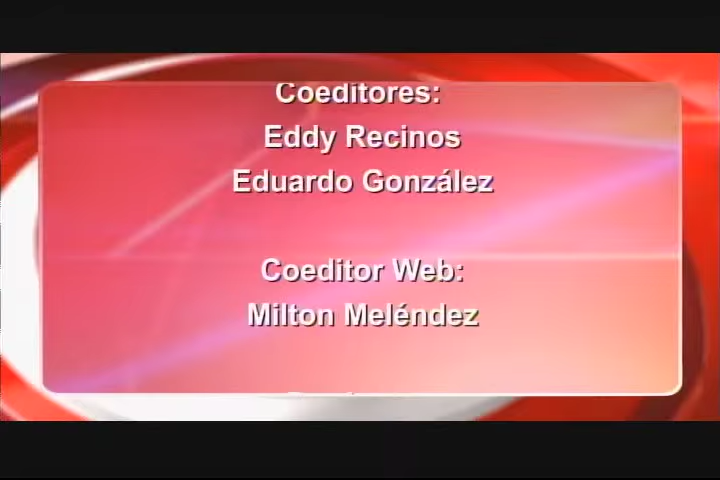 Coeditores:
Eddy Recinos
Eduardo González
Coeditor Web:
Milton Meléndez